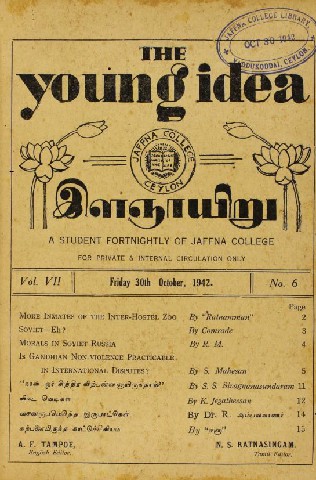 JAFFNA COLLEGE LIBRARY
OCT 30 1942
VADDUKODDAI, CEYLON.
THE
young idea
JAFFNA COLLEGE
CEYLON
இளஞாயிறு
A STUDENT FORTNIGHTLY OF JAFFNA COLLEGE
FOR PRIVATE & INTERNAL CIRCULATION ONLY
Vol. VII Friday 30th October, 1942. No. 6
Page
MORE INMATES OF THE INTER-HOSTEL ZOO By "Ratnammun" 2
SOVIET—EH? By Comrade 3
MORALS IN SOVIET RUSSIA By R. M. 4
IS GANDHIAN NON-VIOLENCE PRACTICABLE
IN INTERNATIONAL DISPUTES? By S. Mahesan 5
By S. S. Sivagnanasundaram 11
By K. Jegatheesan 12
By Dr. R. 14
By 15
A. F. TAMPOE, N. S. RATNASINGAM,
English Editor. Tamil Editor.